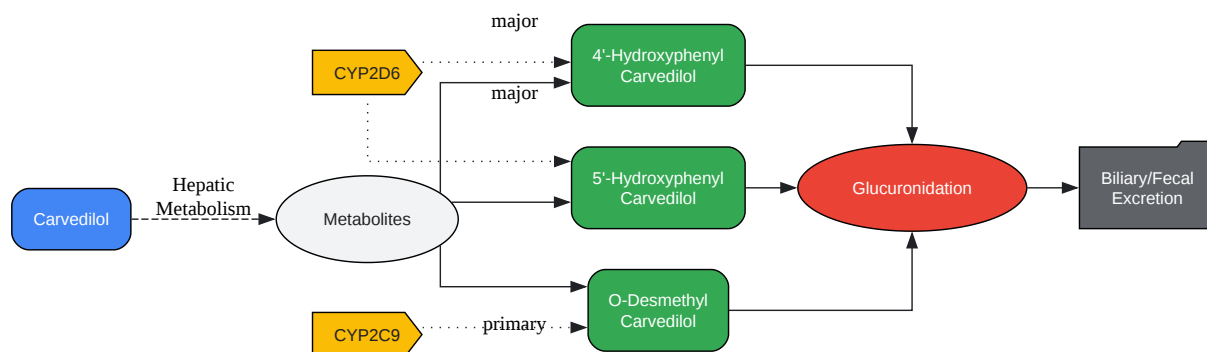 major
CYP2D6
4'-Hydroxyphenyl
Carvedilol
major
Hepatic
Metabolism
Carvedilol
Metabolites
5'-Hydroxyphenyl
Carvedilol
Glucuronidation
Biliary/Fecal
Excretion
O-Desmethyl
Carvedilol
CYP2C9
primary